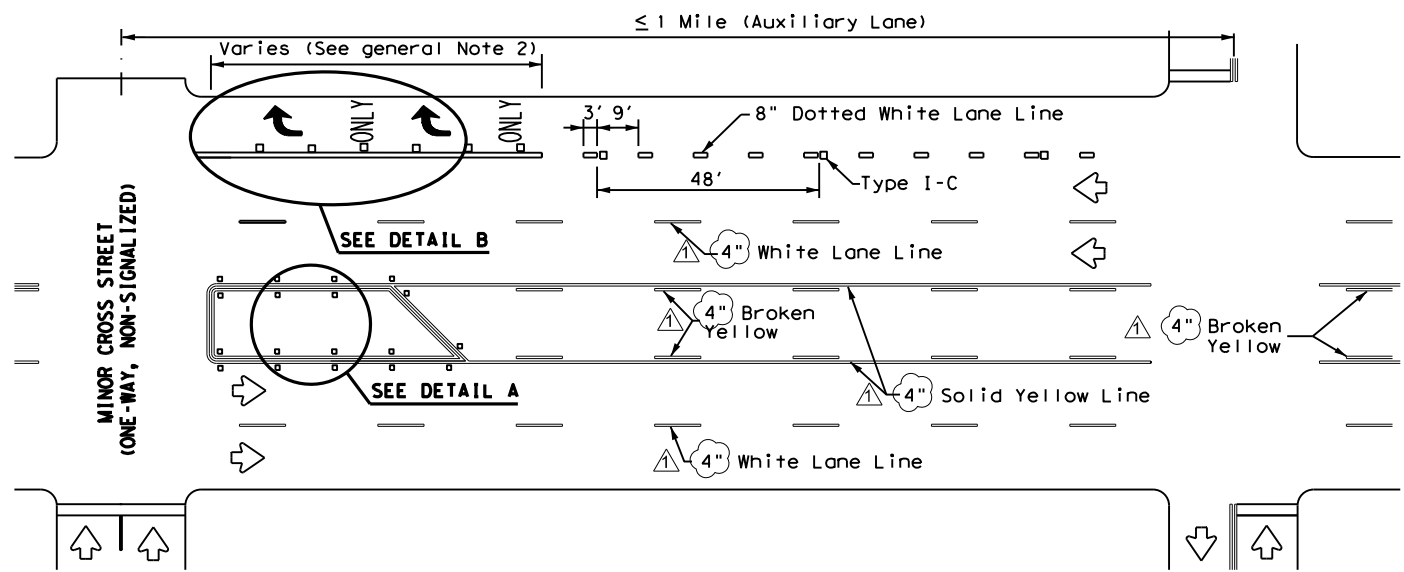 ≤ 1 Mile (Auxiliary Lane)
Varies (See general Note 2)
ONLY
ONLY
3' 9'
8" Dotted White Lane Line
48'
Type I-C
SEE DETAIL B
1 4" White Lane Line
MINOR CROSS STREET
(ONE-WAY, NON-SIGNALIZED)
1 4" Broken
Yellow
1 4" Broken
Yellow
SEE DETAIL A
1 4" Solid Yellow Line
1 4" White Lane Line